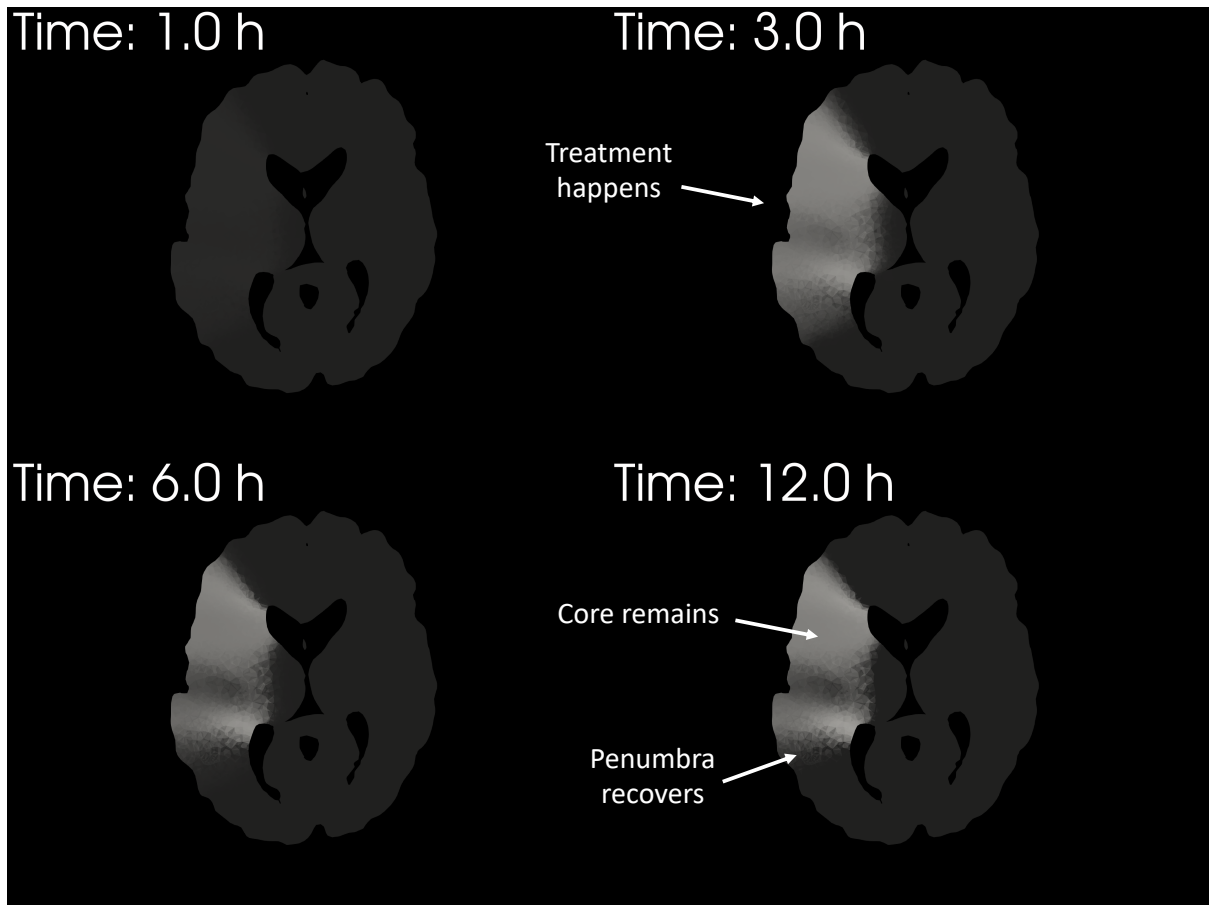 Time: 1.0 h
Time: 3.0 h
Treatment
happens
Time: 6.0 h
Time: 12.0 h
Core remains
Penumbra
recovers